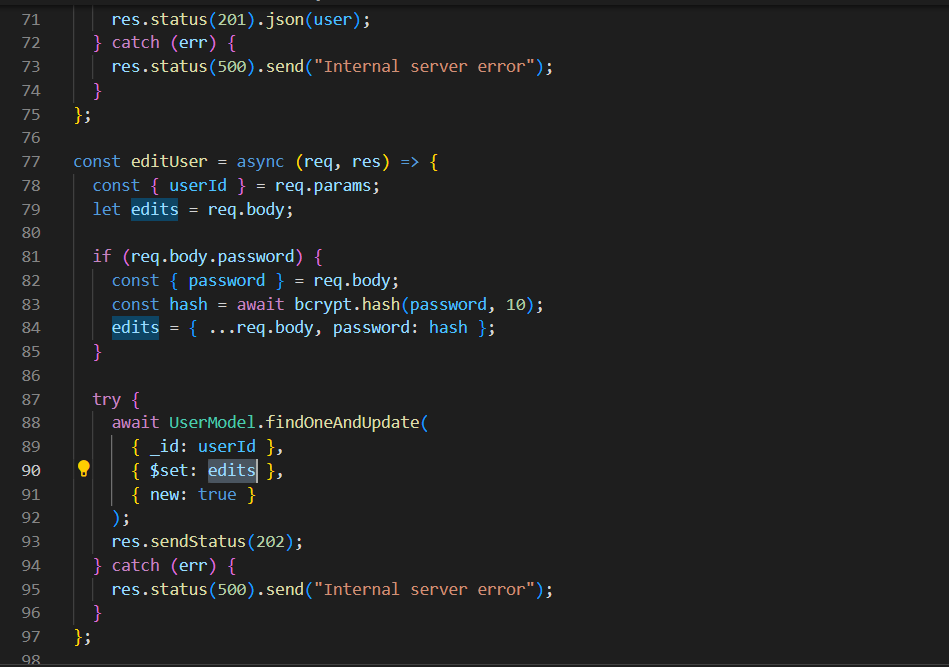 71 res.status(201).json(user);
72 } catch (err) {
73 res.status(500).send("Internal server error");
74 }
75 };
76
77 const editUser = async (req, res) => {
78 const { userId } = req.params;
79 let edits = req.body;
80
81 if (req.body.password) {
82 const { password } = req.body;
83 const hash = await bcrypt.hash(password, 10);
84 edits = { ...req.body, password: hash };
85 }
86
87 try {
88 await UserModel.findOneAndUpdate(
89 { _id: userId },
90 { $set: edits },
91 { new: true }
92 );
93 res.sendStatus(202);
94 } catch (err) {
95 res.status(500).send("Internal server error");
96 }
97 };
98